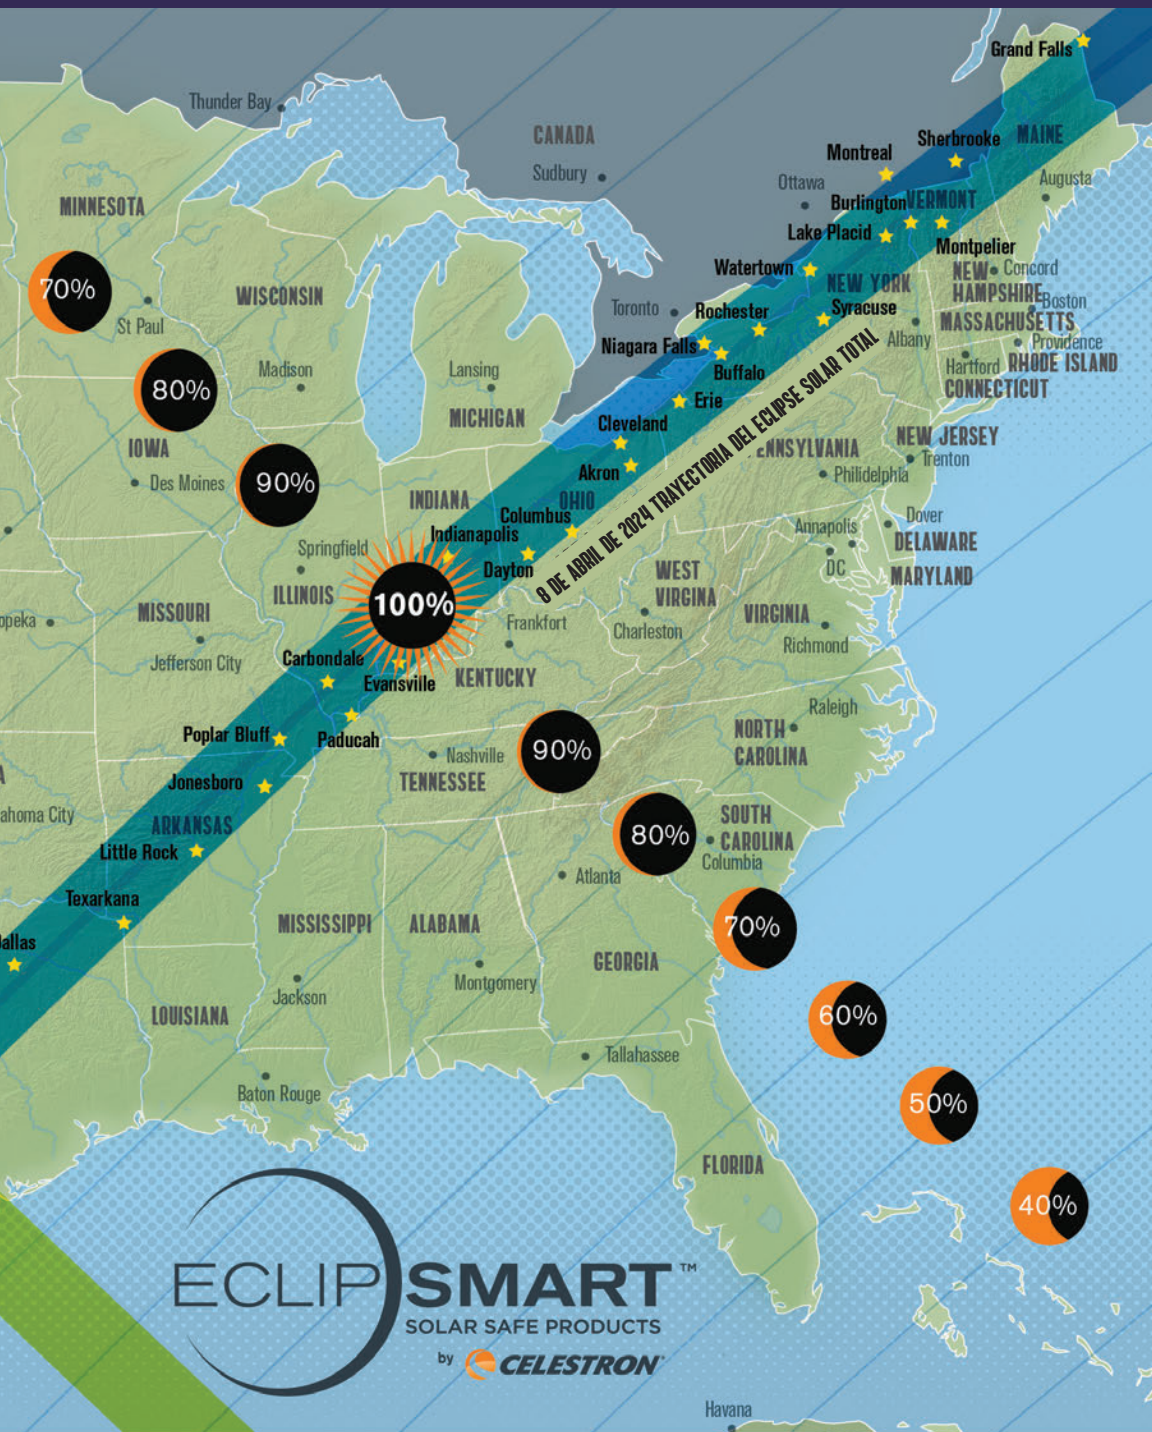 Grand Falls
Thunder Bay
CANADA
Sudbury
Sherbrooke
MAINE
Montreal
Ottawa
Augusta
MINNESOTA
Burlington
VERMONT
Lake Placid
Montpelier
70%
WISCONSIN
Watertown
NEW YORK
NEW
HAMPSHIRE
Concord
Boston
St Paul
Toronto
Rochester
Syracuse
MASSACHUSETTS
Albany
Providence
Niagara Falls
Buffalo
Hartford
RHODE ISLAND
CONNECTICUT
Madison
Lansing
80%
Erie
MICHIGAN
Cleveland
IOWA
ENNSYLVANIA
NEW JERSEY
Trenton
Akron
Philidelphia
Des Moines
90%
INDIANA
OHIO
Columbus
Indianapolis
Annapolis
Dover
DELAWARE
Springfield
Dayton
8 DE ABRIL DE 2024 TRAYECTORIA DEL ECLIPSE SOLAR TOTAL
DC
MARYLAND
ILLINOIS
100%
WEST
VIRGINA
MISSOURI
VIRGINIA
opeka
Frankfort
Charleston
Richmond
Jefferson City
Carbondale
Evansville
KENTUCKY
Raleigh
Poplar Bluff
Paducah
NORTH
CAROLINA
Nashville
90%
TENNESSEE
Jonesboro
A
ahoma City
ARKANSAS
SOUTH
CAROLINA
80%
Little Rock
Columbia
Atlanta
Texarkana
MISSISSIPPI
ALABAMA
70%
allas
GEORGIA
Montgomery
Jackson
LOUISIANA
60%
Tallahassee
Baton Rouge
50%
FLORIDA
40%
ECLIPSMART™
SOLAR SAFE PRODUCTS
by CELESTRON®
Havana